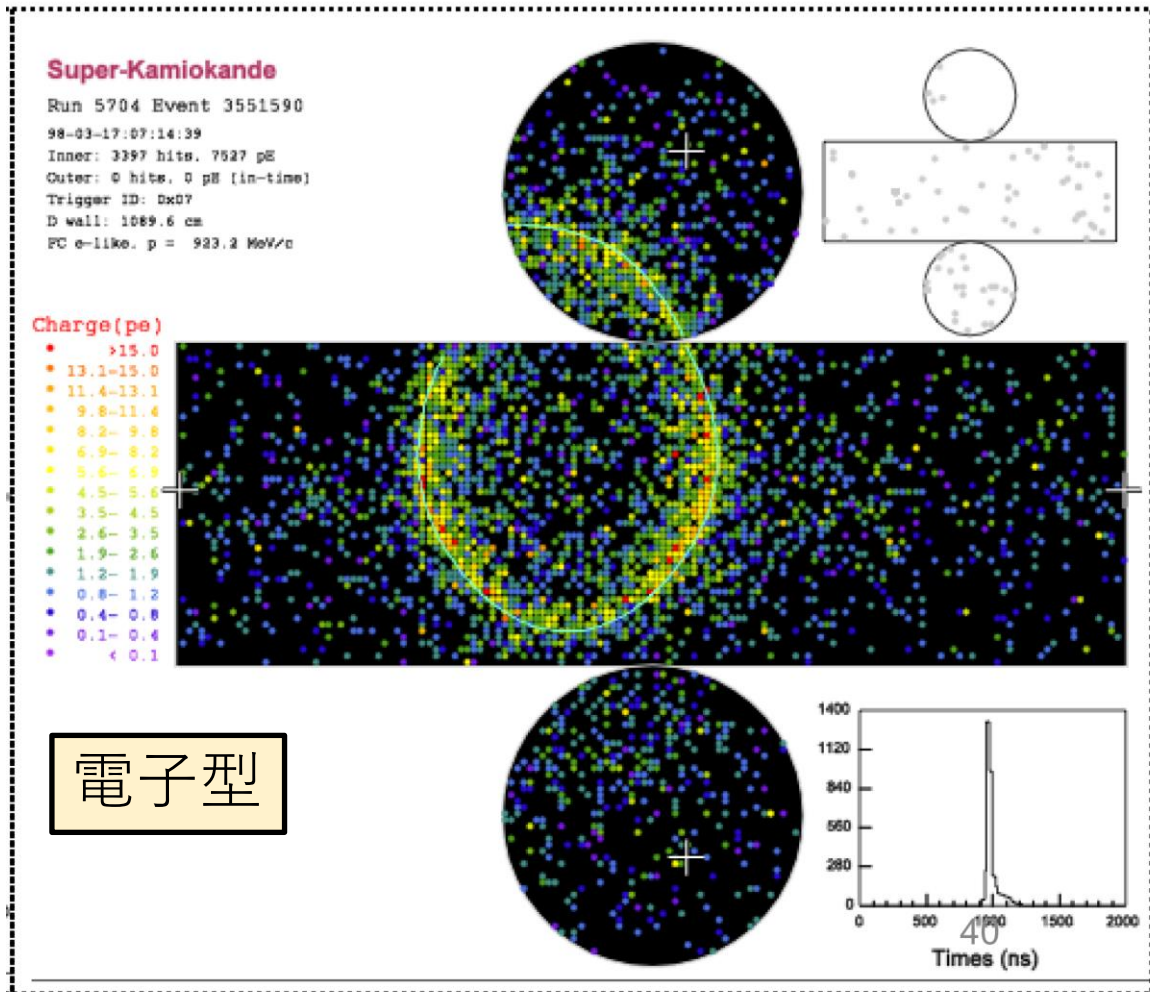 Super-Kamiokande
Run 5704 Event 3551590
98-03-17:07:14:39
Inner: 3397 hits, 7527 pE
Outer: 0 hits, 0 pE (in-time)
Trigger ID: 0x07
D wall: 1089.6 cm
FC e-like, p = 923.2 MeV/c
Charge(pe)
>15.0
13.1-15.0
11.4-13.1
9.8-11.4
8.2- 9.8
6.9- 8.2
5.6- 6.9
4.5- 5.6
3.5- 4.5
2.6- 3.5
1.9- 2.6
1.2- 1.9
0.8- 1.2
0.4- 0.8
0.1- 0.4
< 0.1
電子型
1400
1120
840
560
280
0
0 500 1000 1500 2000
40
Times (ns)